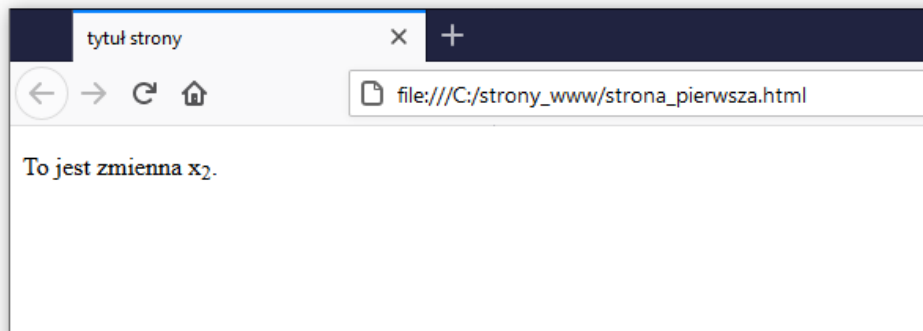 tytuł strony
file:///C:/strony_www/strona_pierwsza.html
To jest zmienna x₂.